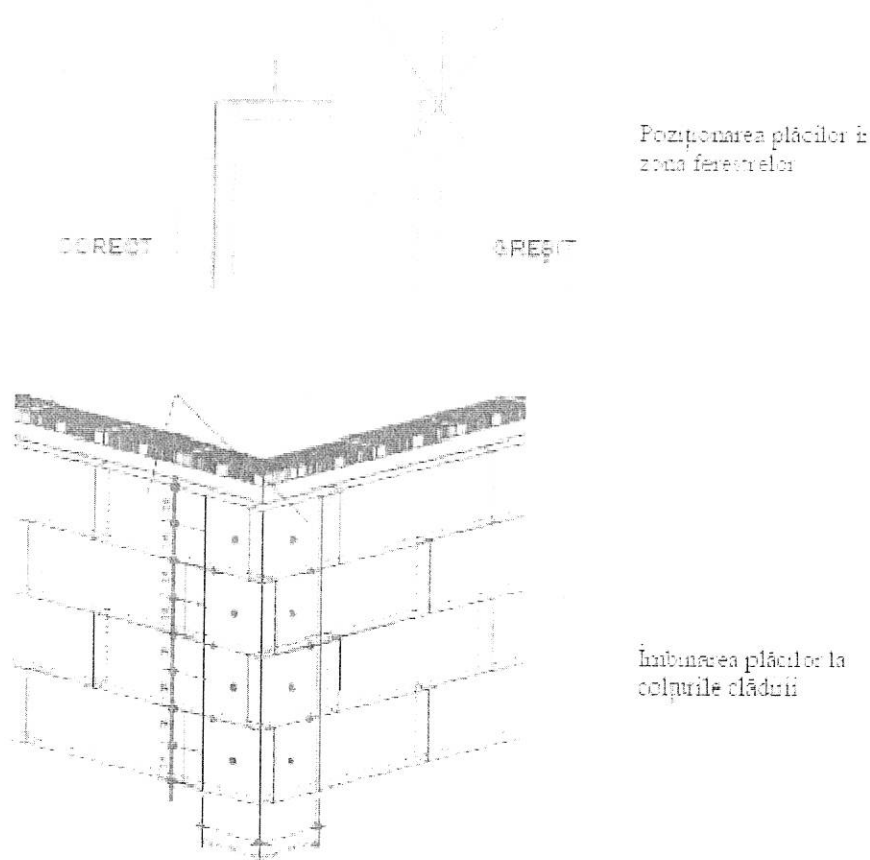 Poziționarea plăcilor în
zona ferestrelor
CORECT
GREȘIT
Îmbinarea plăcilor la
colțurile clădirii